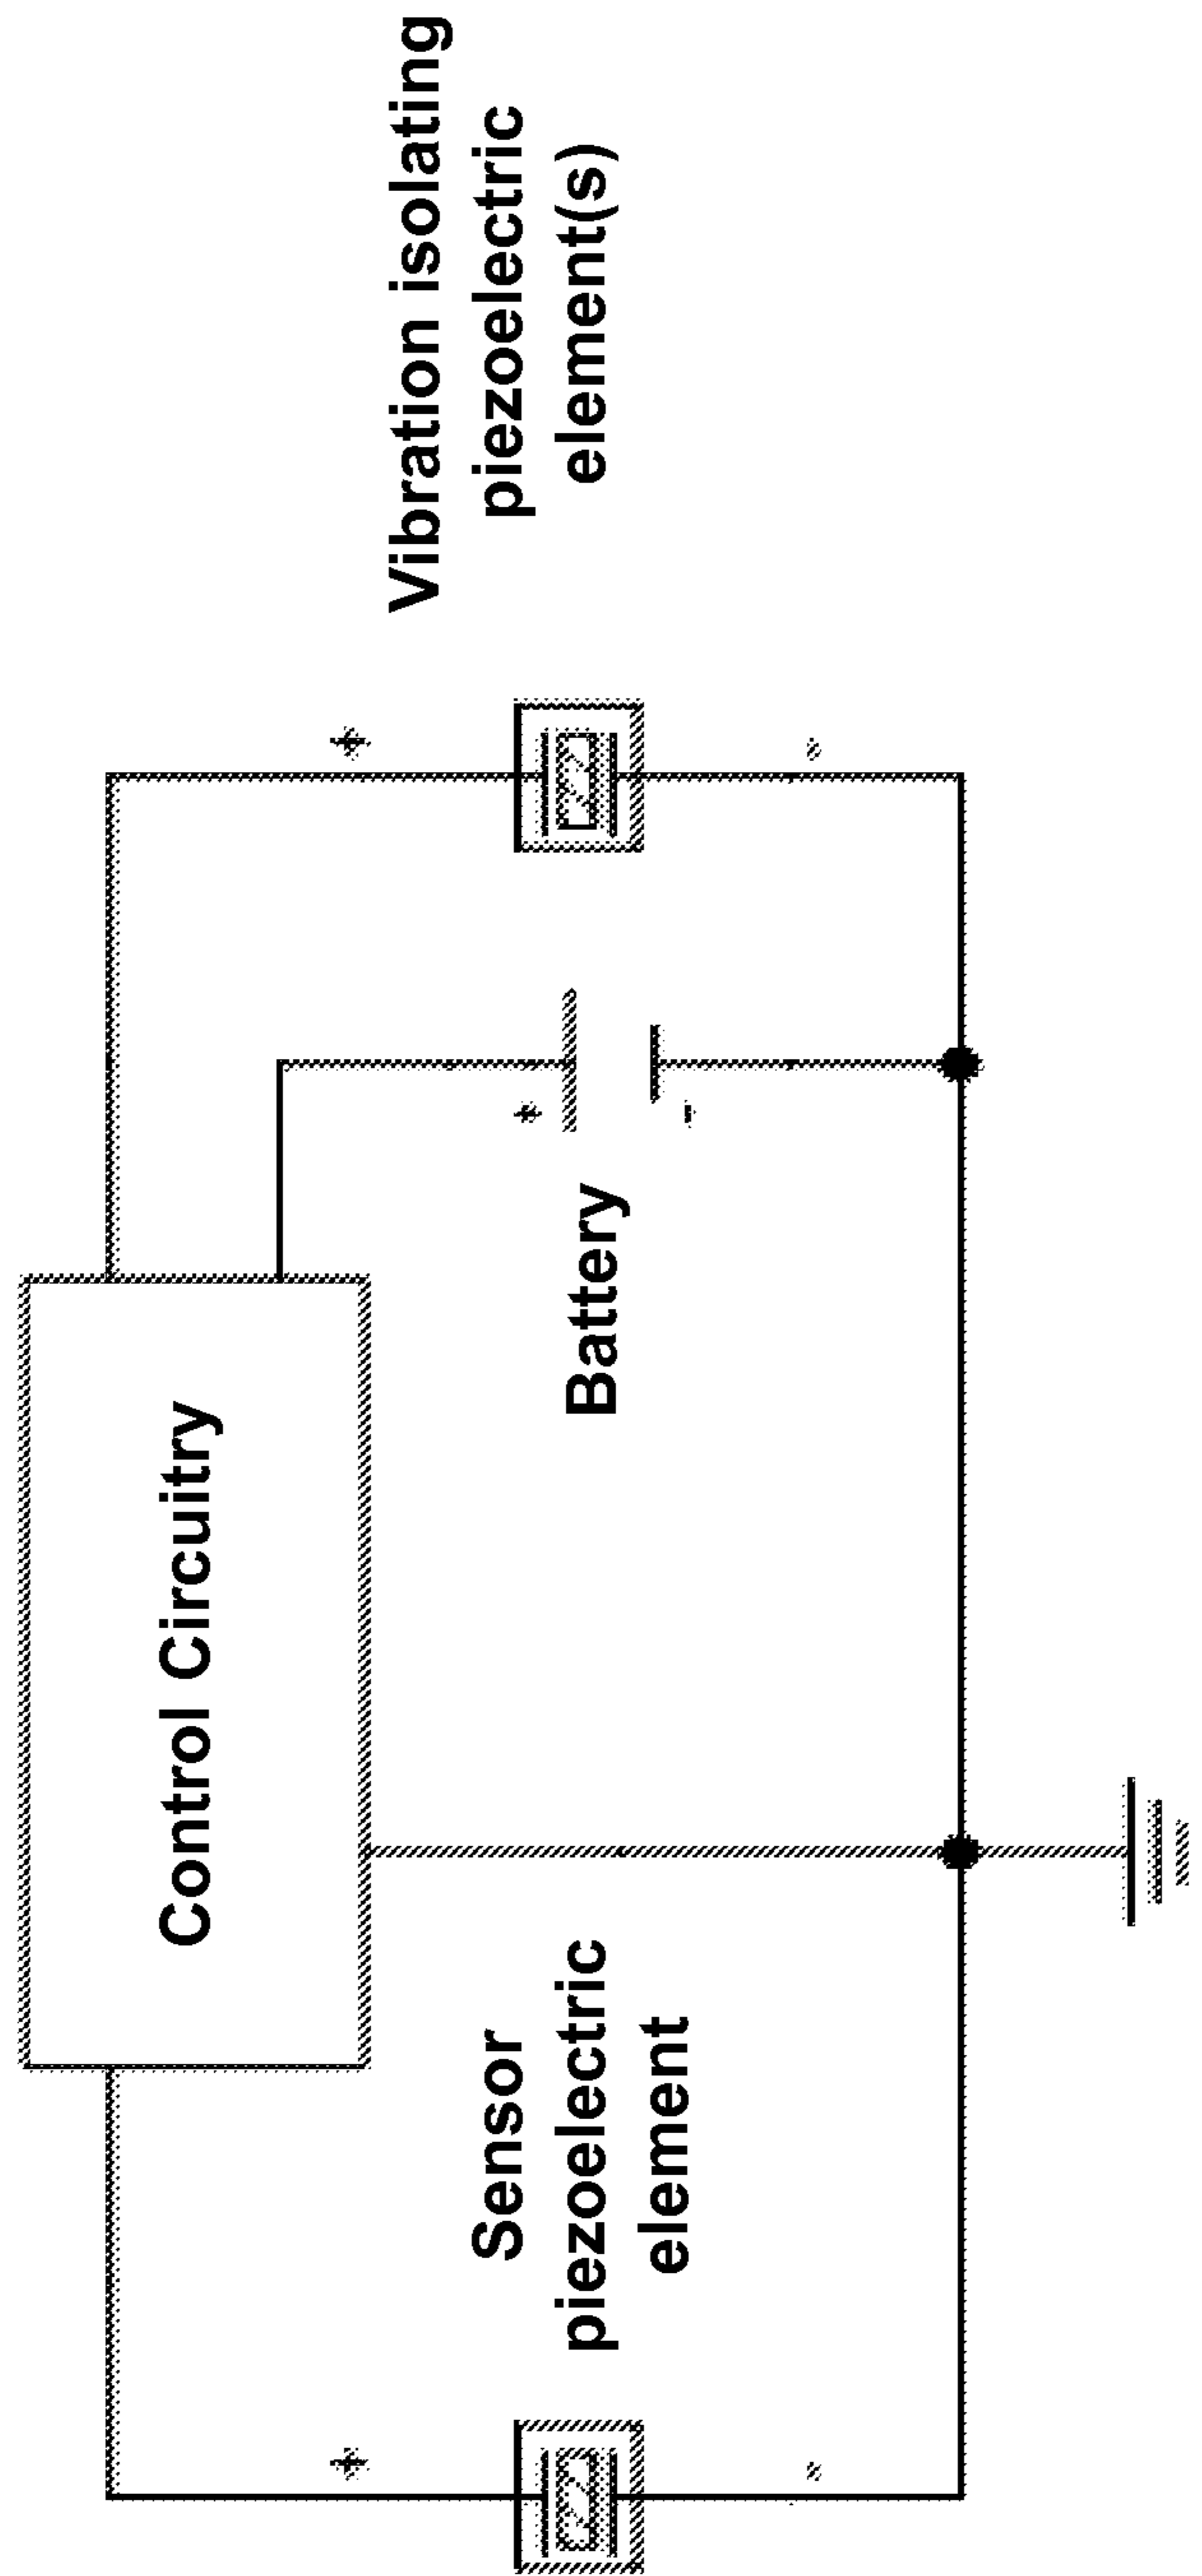 Control Circuitry
Vibration isolating
piezoelectric
element(s)
Sensor
piezoelectric
element
Battery
+
-
+
-
+
-